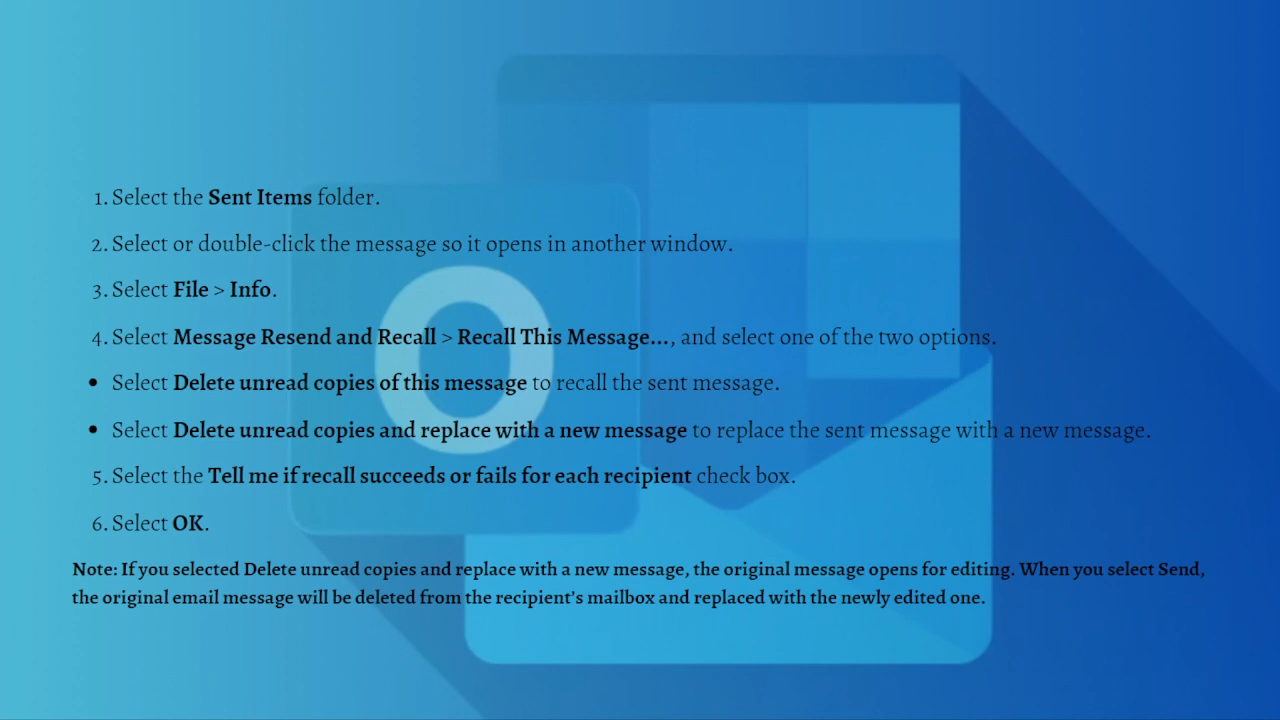 1. Select the Sent Items folder.
2. Select or double-click the message so it opens in another window.
3. Select File > Info.
4. Select Message Resend and Recall > Recall This Message..., and select one of the two options.
• Select Delete unread copies of this message to recall the sent message.
• Select Delete unread copies and replace with a new message to replace the sent message with a new message.
5. Select the Tell me if recall succeeds or fails for each recipient check box.
6. Select OK.
Note: If you selected Delete unread copies and replace with a new message, the original message opens for editing. When you select Send,
the original email message will be deleted from the recipient's mailbox and replaced with the newly edited one.
O